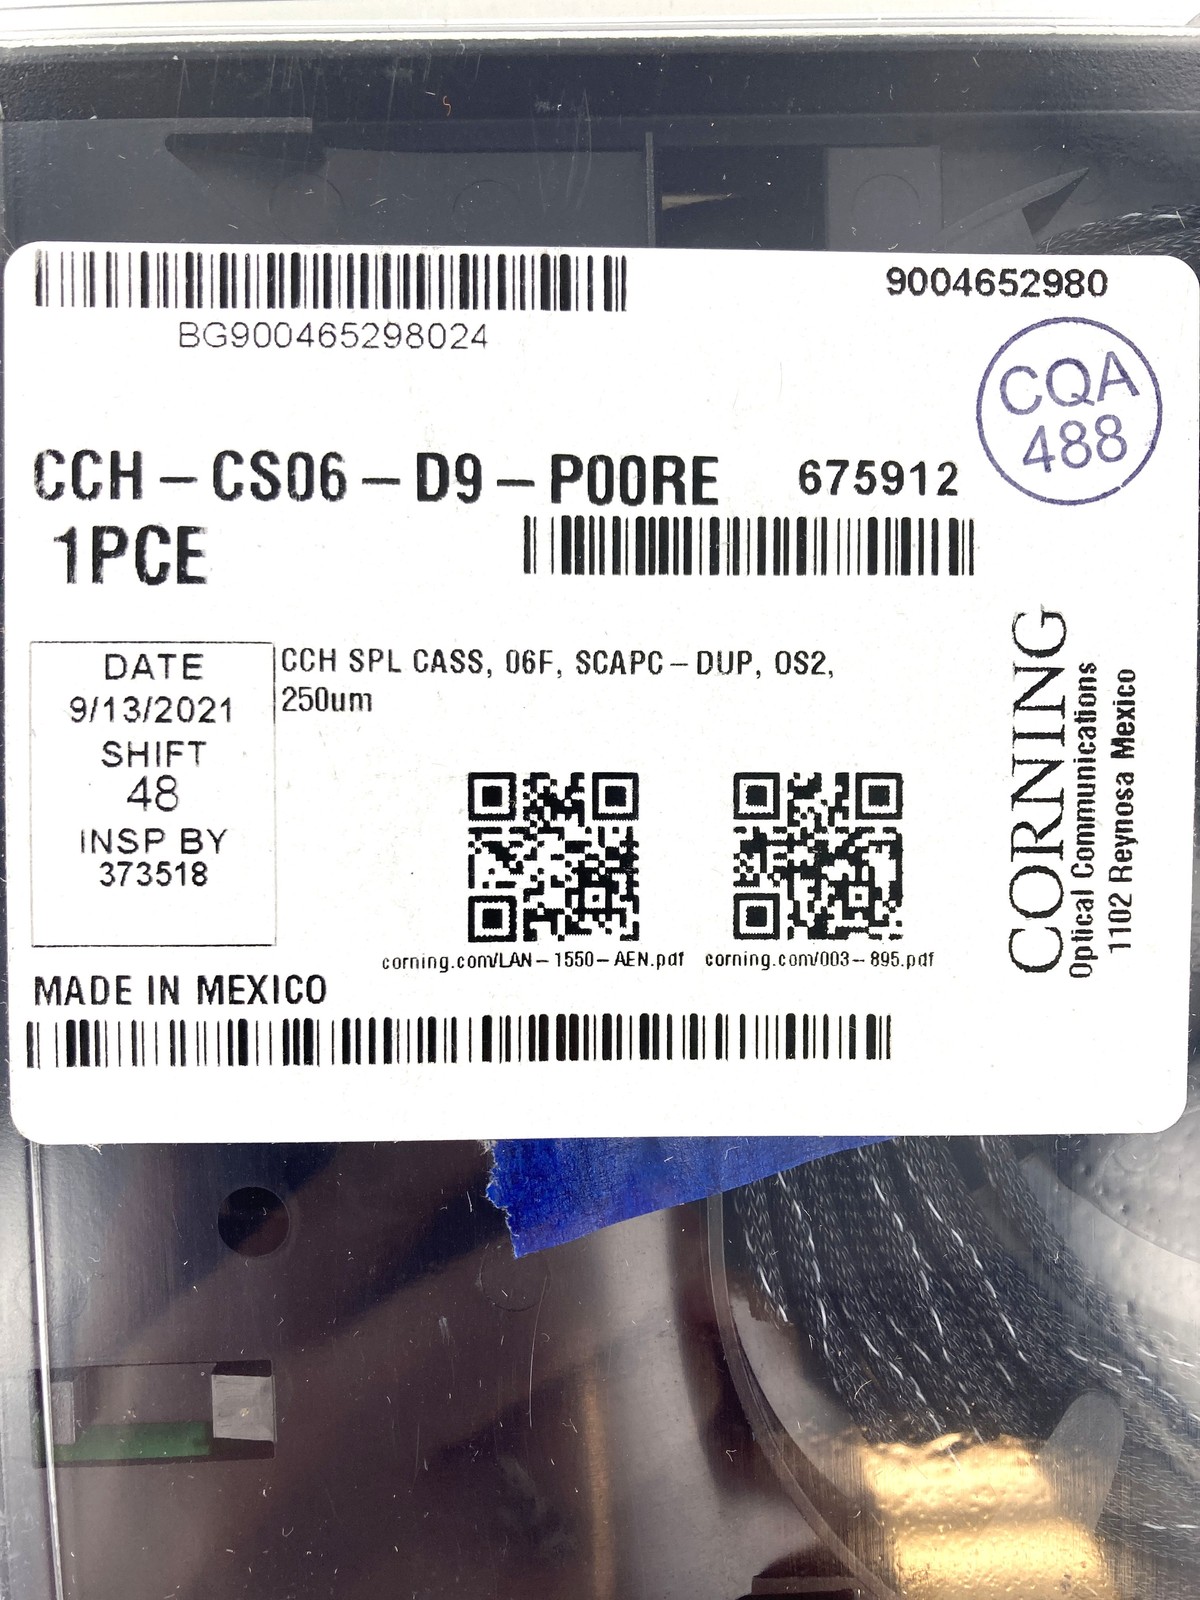 BG900465298024
9004652980
CQA
488
CCH-CS06-D9-P00RE
675912
1PCE
DATE
9/13/2021
SHIFT
48
INSP BY
373518
CCH SPL CASS, 06F, SCAPC-DUP, OS2,
250um
corning.com/LAN-1550-AEN.pdf
corning.com/003--895.pdf
MADE IN MEXICO
CORNING
Optical Communications
1102 Reynosa Mexico